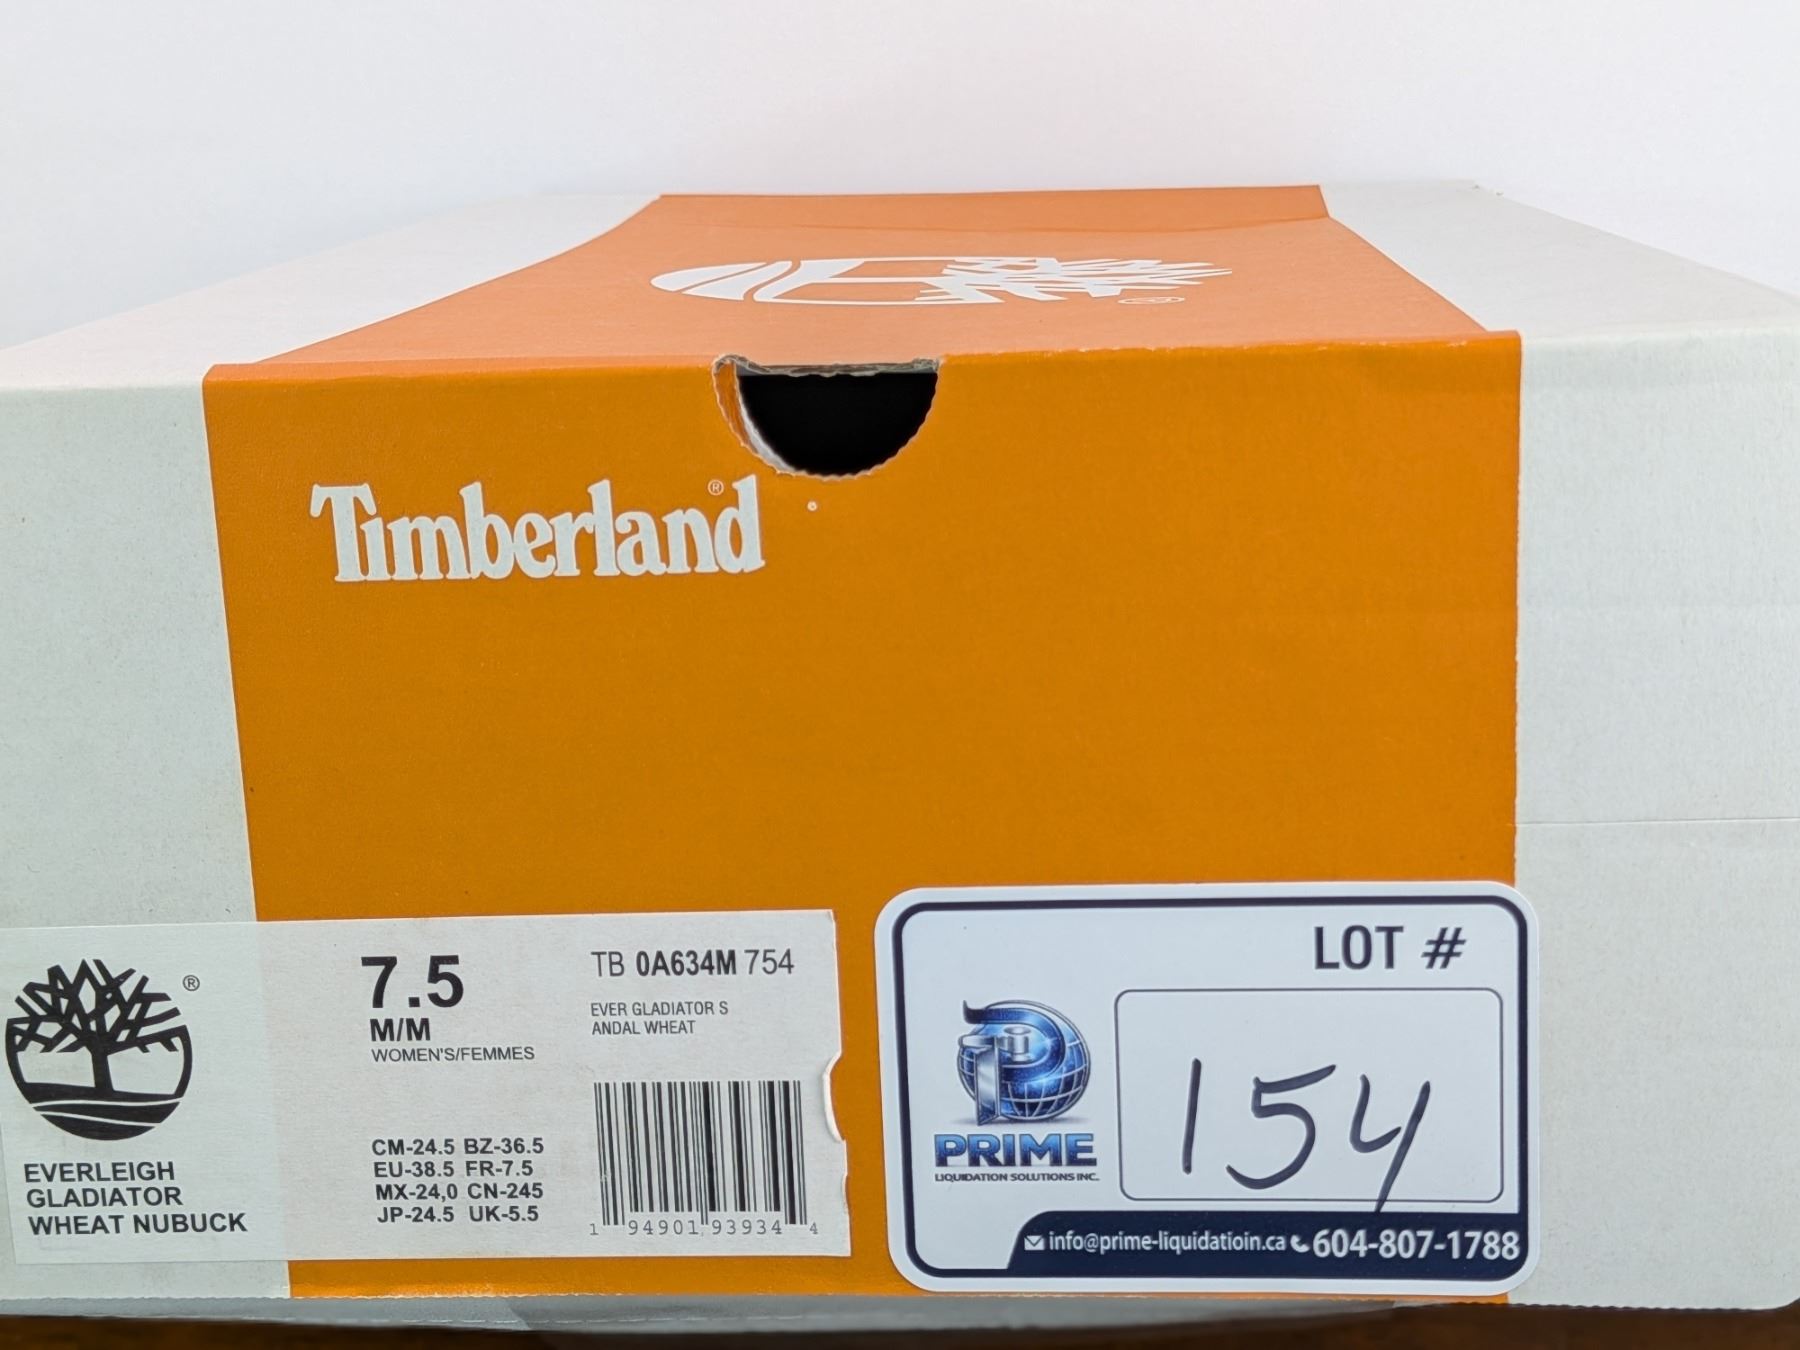 Timberland®
®
EVERLEIGH
GLADIATOR
WHEAT NUBUCK
7.5
M/M
WOMEN'S/FEMMES
CM-24.5 BZ-36.5
EU-38.5 FR-7.5
MX-24,0 CN-245
JP-24.5 UK-5.5
TB 0A634M 754
EVER GLADIATOR S
ANDAL WHEAT
1 94901 93934 4
LOT #
154
PRIME
LIQUIDATION SOLUTIONS INC.
info@prime-liquidatioin.ca 604-807-1788